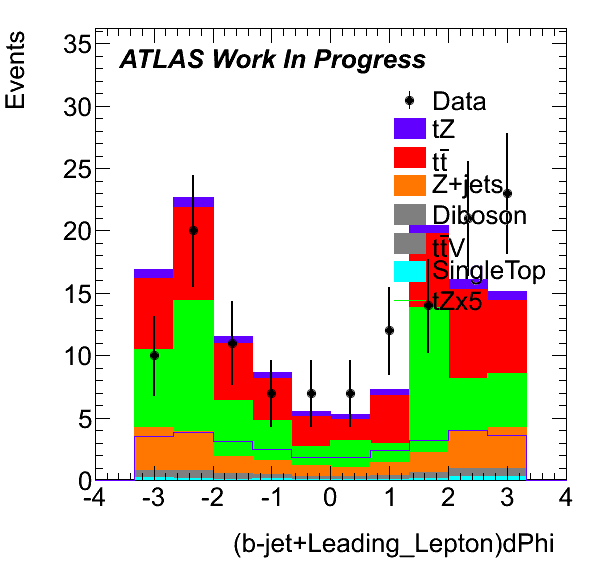 Events
35
30
25
20
15
10
5
0
ATLAS Work In Progress
Data
tZ
tt̄
Z+jets
Diboson
tt̄V
SingleTop
tZx5
-4 -3 -2 -1 0 1 2 3 4
(b-jet+Leading_Lepton)dPhi